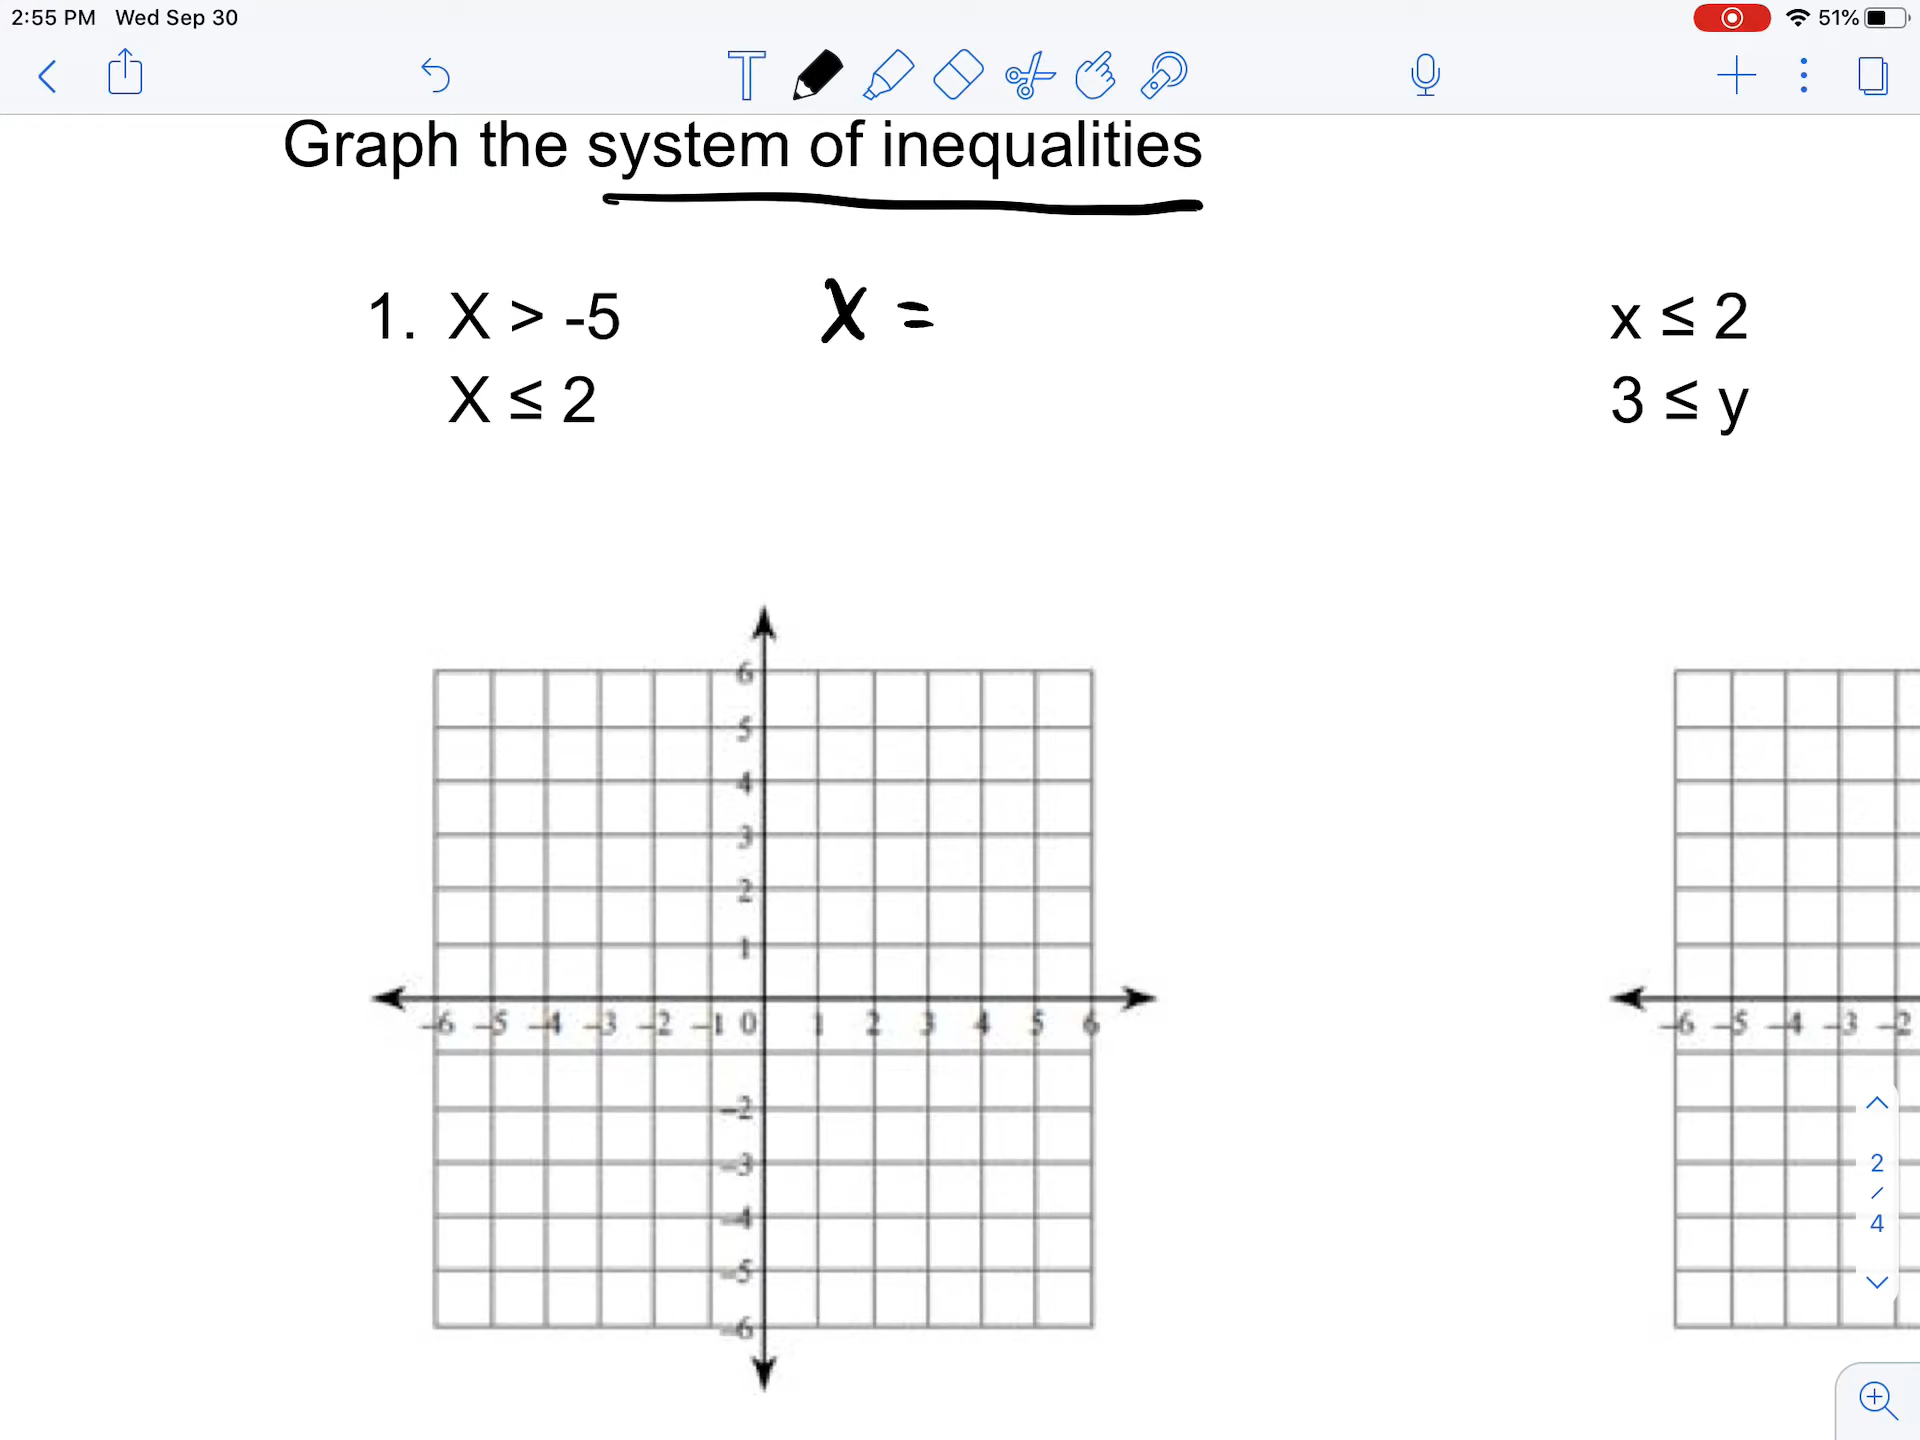 2:55 PM Wed Sep 30
51%
T
Graph the system of inequalities
1. X > -5
X =
x ≤ 2
X ≤ 2
3 ≤ y
6
5
4
3
2
1
-6 -5 -4 -3 -2 -1 0 1 2 3 4 5 6
-6 -5 -4 -3 -2
-2
-3
-4
-5
-6
2
/
4